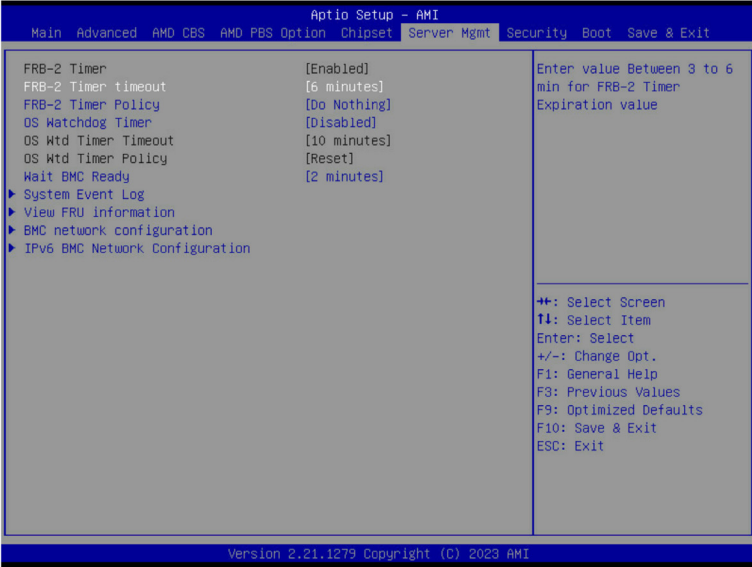 Aptio Setup – AMI
Main Advanced AMD CBS AMD PBS Option Chipset Server Mgmt Security Boot Save & Exit
FRB-2 Timer [Enabled]
FRB-2 Timer timeout [6 minutes]
FRB-2 Timer Policy [Do Nothing]
OS Watchdog Timer [Disabled]
OS Wtd Timer Timeout [10 minutes]
OS Wtd Timer Policy [Reset]
Wait BMC Ready [2 minutes]
System Event Log
View FRU information
BMC network configuration
IPv6 BMC Network Configuration
Enter value Between 3 to 6
min for FRB-2 Timer
Expiration value
→←: Select Screen
↑↓: Select Item
Enter: Select
+/-: Change Opt.
F1: General Help
F3: Previous Values
F9: Optimized Defaults
F10: Save & Exit
ESC: Exit
Version 2.21.1279 Copyright (C) 2023 AMI